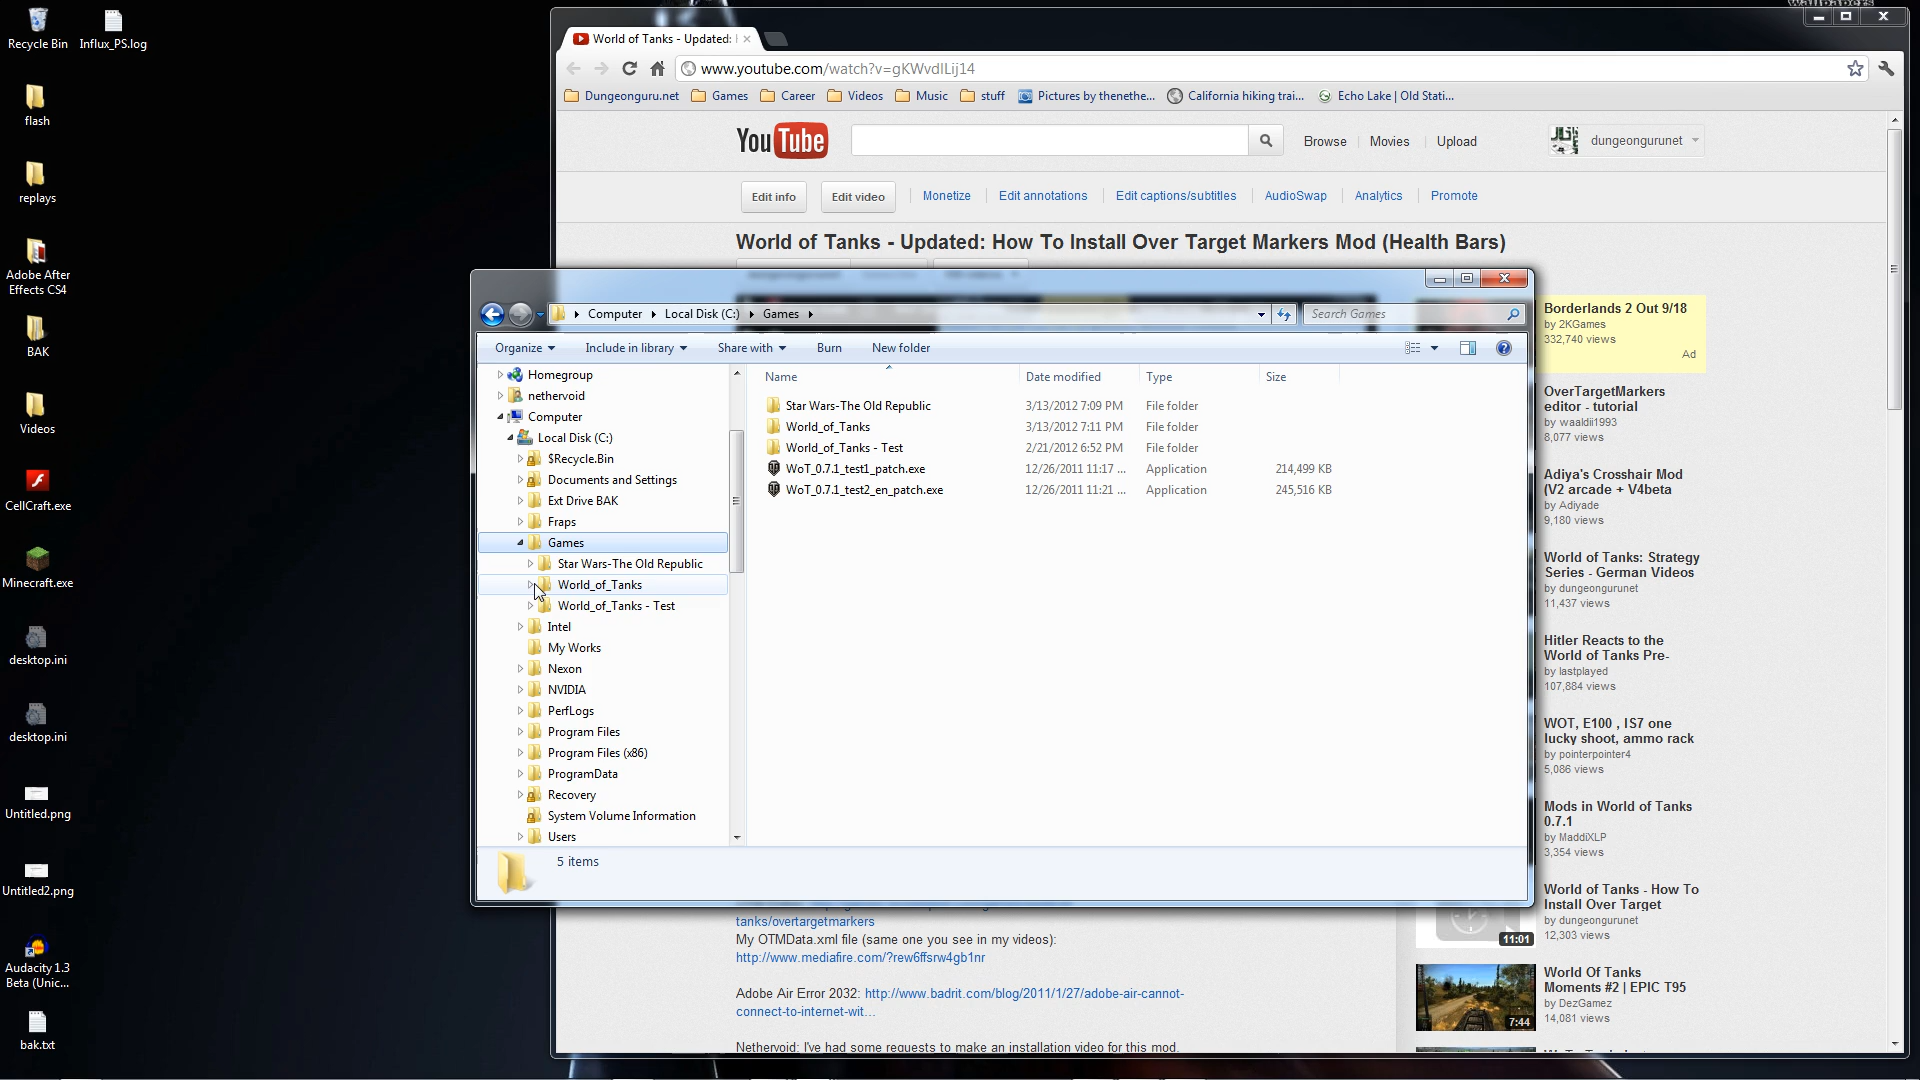 Recycle Bin
Influx_PS.log
flash
replays
Adobe After
Effects CS4
BAK
Videos
CellCraft.exe
Minecraft.exe
desktop.ini
desktop.ini
Untitled.png
Untitled2.png
Audacity 1.3
Beta (Unic...
bak.txt
World of Tanks - Updated:
www.youtube.com/watch?v=gKWvdILij14
Dungeonguru.net
Games
Career
Videos
Music
stuff
Pictures by thenethe...
California hiking trai...
Echo Lake | Old Stati...
YouTube
Browse
Movies
Upload
dungeongurunet
Edit info
Edit video
Monetize
Edit annotations
Edit captions/subtitles
AudioSwap
Analytics
Promote
World of Tanks - Updated: How To Install Over Target Markers Mod (Health Bars)
Computer
Local Disk (C:)
Games
Search Games
Organize
Include in library
Share with
Burn
New folder
Homegroup
nethervoid
Computer
Local Disk (C:)
$Recycle.Bin
Documents and Settings
Ext Drive BAK
Fraps
Games
Star Wars-The Old Republic
World_of_Tanks
World_of_Tanks - Test
Intel
My Works
Nexon
NVIDIA
PerfLogs
Program Files
Program Files (x86)
ProgramData
Recovery
System Volume Information
Users
Name Date modified Type Size
Star Wars-The Old Republic 3/13/2012 7:09 PM File folder
World_of_Tanks 3/13/2012 7:11 PM File folder
World_of_Tanks - Test 2/21/2012 6:52 PM File folder
WoT_0.7.1_test1_patch.exe 12/26/2011 11:17 ... Application 214,499 KB
WoT_0.7.1_test2_en_patch.exe 12/26/2011 11:21 ... Application 245,516 KB
5 items
tanks/overtargetmarkers
My OTMData.xml file (same one you see in my videos):
http://www.mediafire.com/?rew6ffsrw4gb1nr
Adobe Air Error 2032: http://www.badrit.com/blog/2011/1/27/adobe-air-cannot-
connect-to-internet-wit...
Nethervoid: I've had some requests to make an installation video for this mod.
Borderlands 2 Out 9/18
by 2KGames
332,740 views
Ad
OverTargetMarkers
editor - tutorial
by waaldii1993
8,077 views
Adiya's Crosshair Mod
(V2 arcade + V4beta
by Adiyade
9,180 views
World of Tanks: Strategy
Series - German Videos
by dungeongurunet
11,437 views
Hitler Reacts to the
World of Tanks Pre-
by lastplayed
107,884 views
WOT, E100 , IS7 one
lucky shoot, ammo rack
by pointerpointer4
5,086 views
Mods in World of Tanks
0.7.1
by MaddiXLP
3,354 views
World of Tanks - How To
Install Over Target
by dungeongurunet
12,303 views
11:01
World Of Tanks
Moments #2 | EPIC T95
by DezGamez
14,081 views
7:44